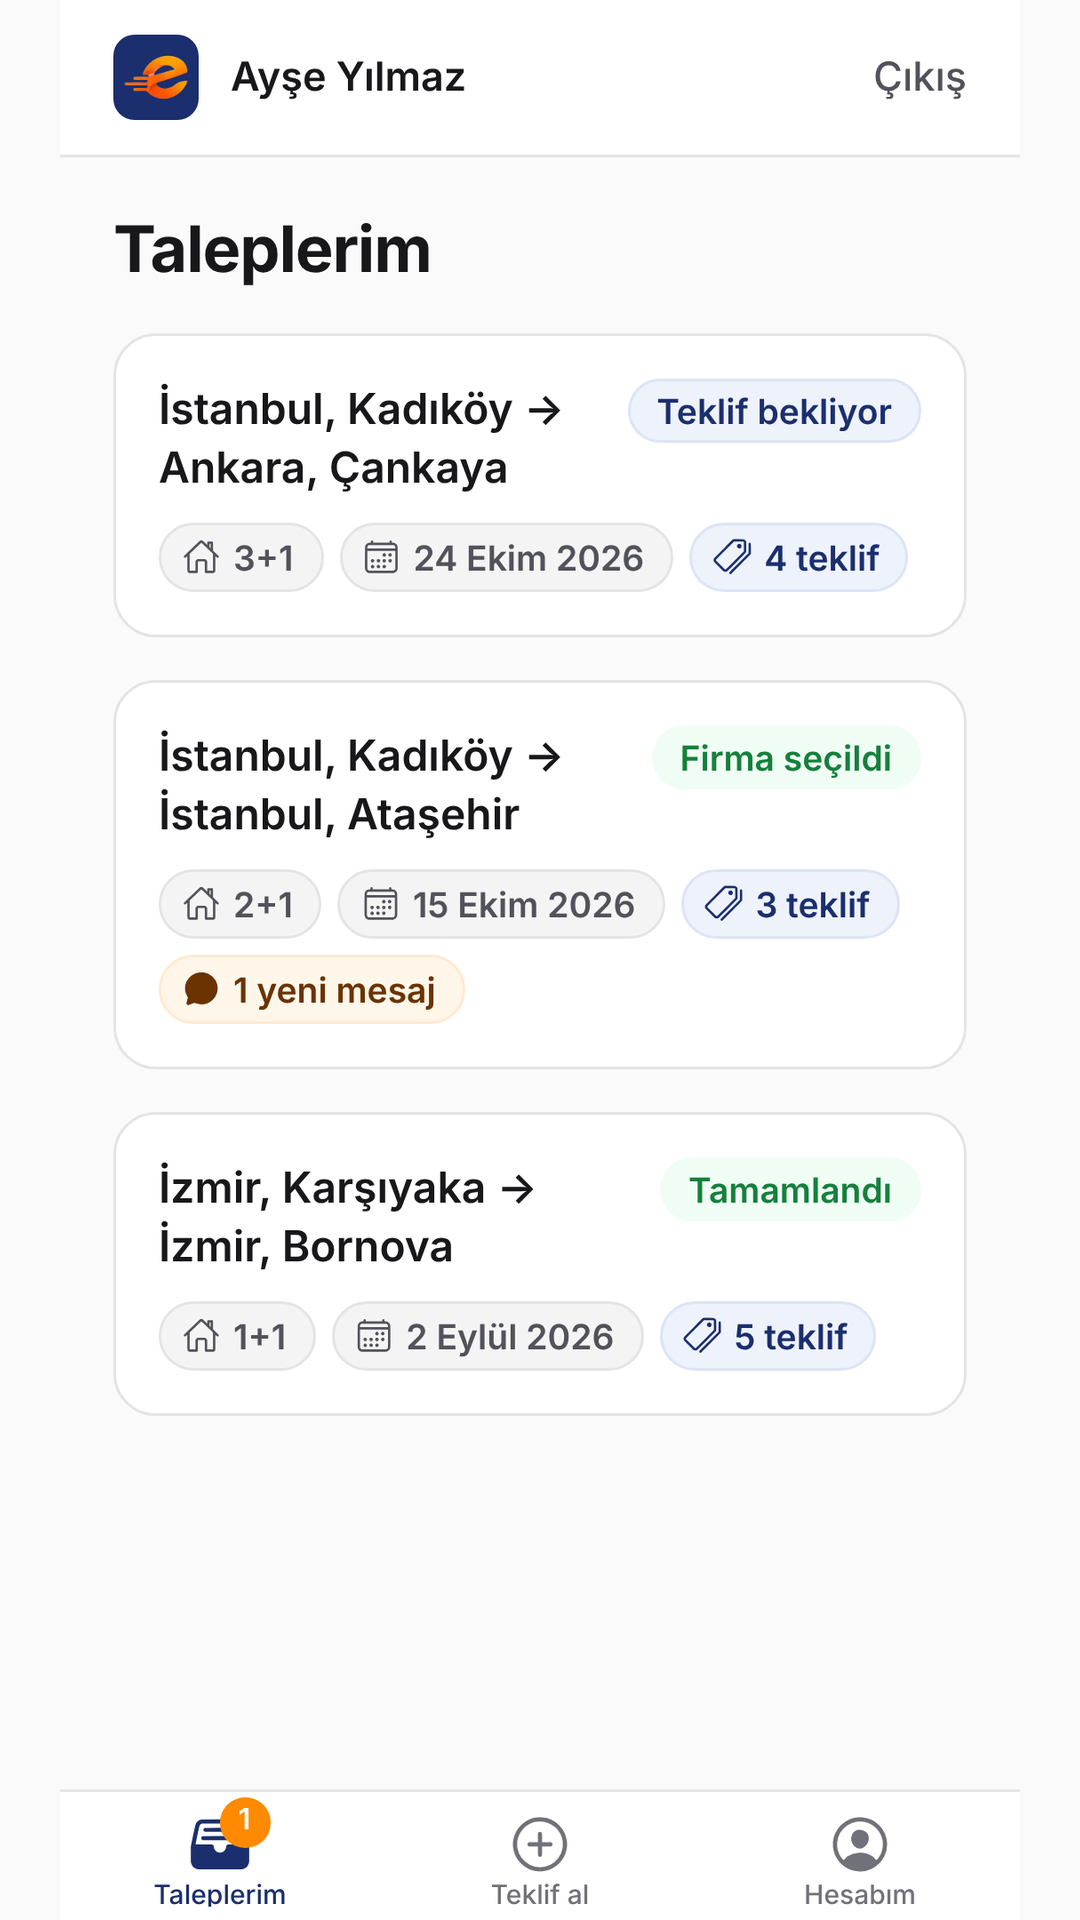 Ayşe Yılmaz
Çıkış
Taleplerim
İstanbul, Kadıköy →
Ankara, Çankaya
Teklif bekliyor
3+1
24 Ekim 2026
4 teklif
İstanbul, Kadıköy →
İstanbul, Ataşehir
Firma seçildi
2+1
15 Ekim 2026
3 teklif
1 yeni mesaj
İzmir, Karşıyaka →
İzmir, Bornova
Tamamlandı
1+1
2 Eylül 2026
5 teklif
1
Taleplerim
Teklif al
Hesabım